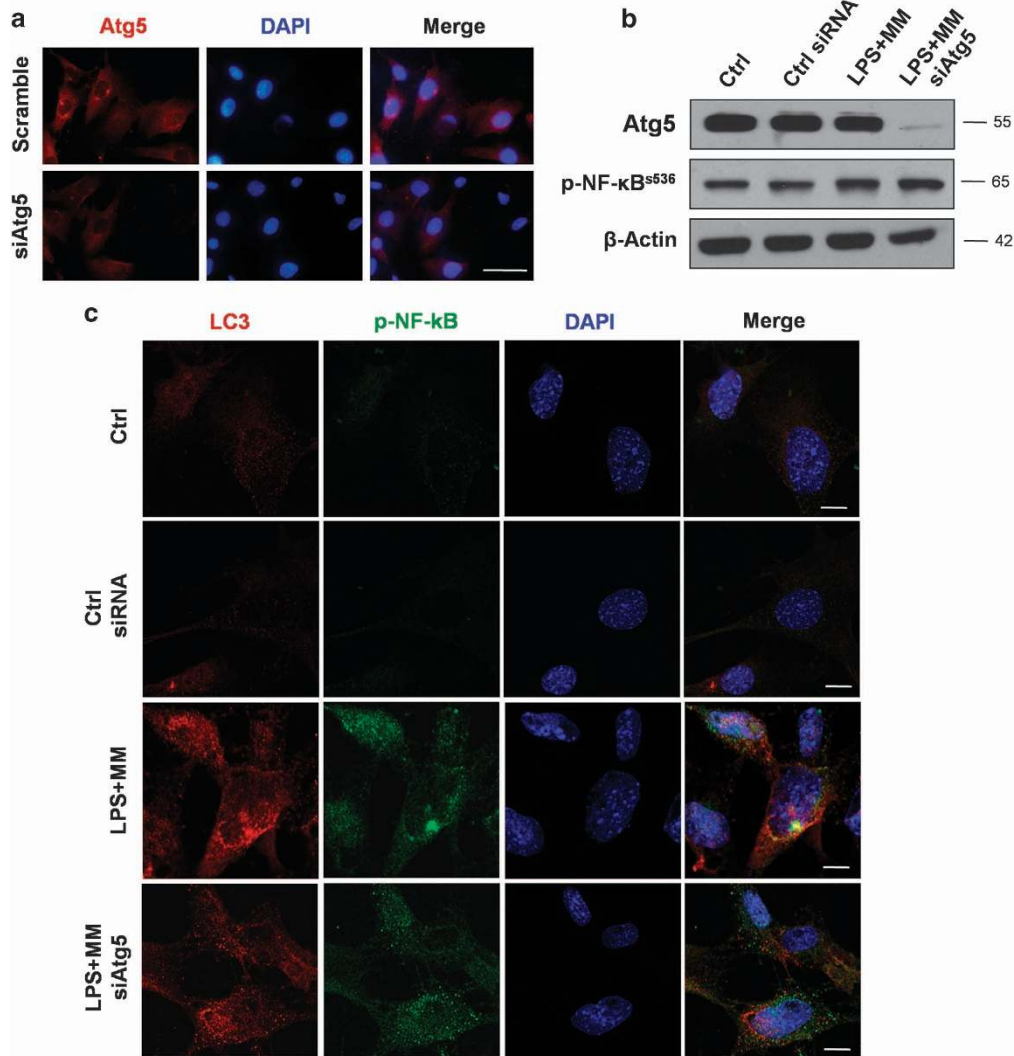 a
Atg5 DAPI Merge
Scramble
siAtg5
b
Ctrl
Ctrl siRNA
LPS+MM
LPS+MM
siAtg5
Atg5 55
p-NF-κBˢ⁵³⁶ 65
β-Actin 42
c
LC3 p-NF-kB DAPI Merge
Ctrl
Ctrl
siRNA
LPS+MM
LPS+MM
siAtg5